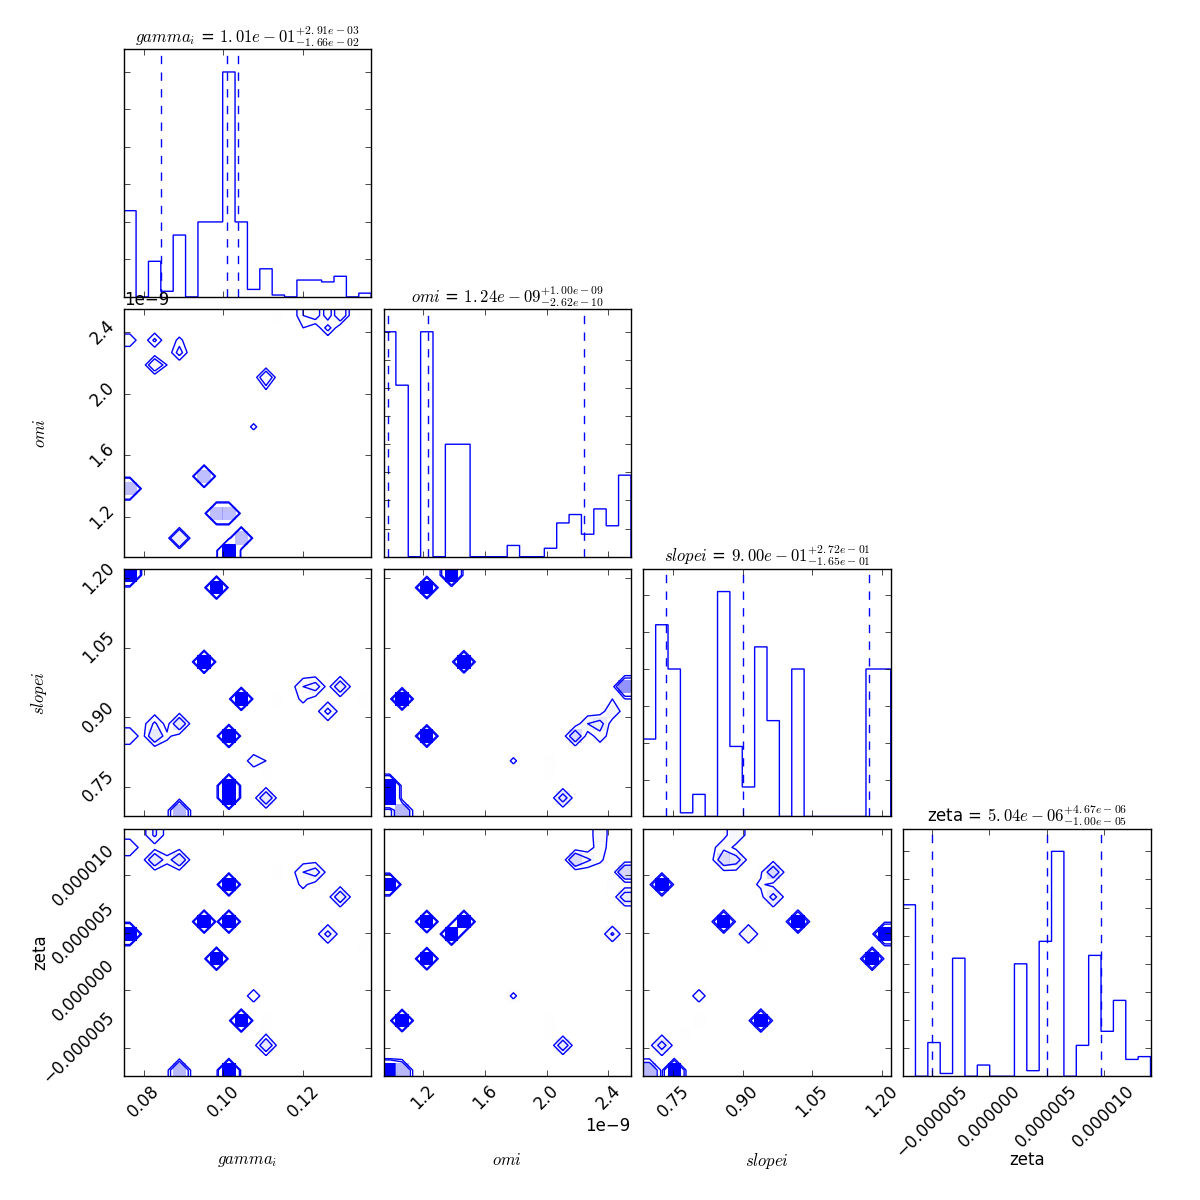 gamma_i = 1.01e−01^{+2.91e−03}_{−1.66e−02}
1e−9
omi = 1.24e−09^{+1.00e−09}_{−2.62e−10}
2.4
2.0
1.6
1.2
omi
slopei = 9.00e−01^{+2.72e−01}_{−1.65e−01}
1.20
1.05
0.90
0.75
slopei
zeta = 5.04e−06^{+4.67e−06}_{−1.00e−05}
0.000010
0.000005
0.000000
−0.000005
zeta
0.08 0.10 0.12
1.2 1.6 2.0 2.4
0.75 0.90 1.05 1.20
−0.000005 0.000000 0.000005 0.000010
1e−9
gamma_i omi slopei zeta